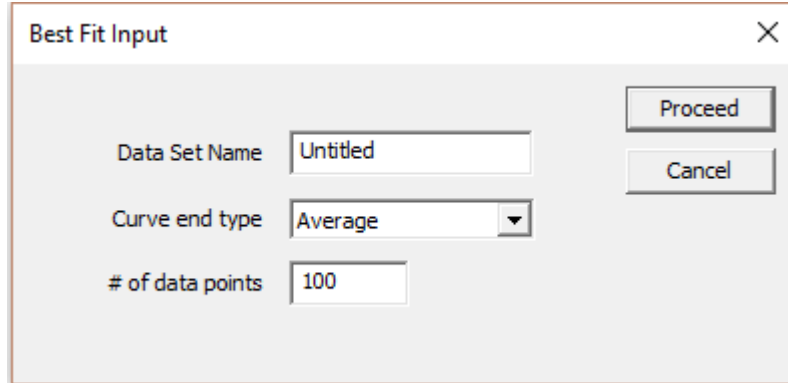 Best Fit Input
Proceed
Data Set Name Untitled
Cancel
Curve end type Average
# of data points 100